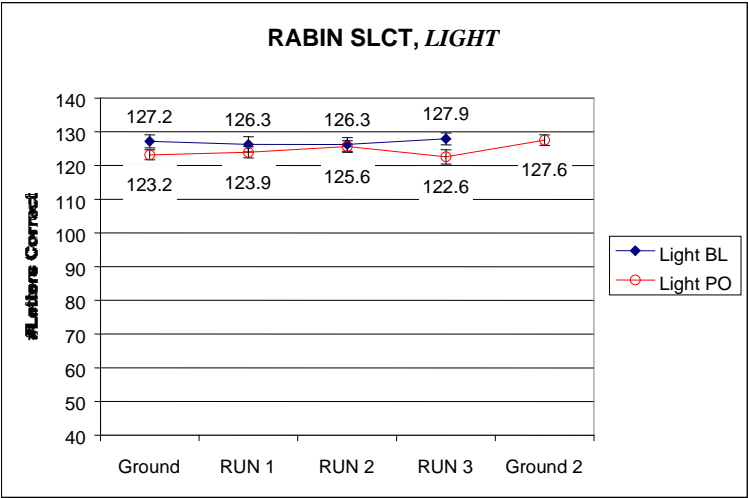 RABIN SLCT, LIGHT
140
130
120
110
100
90
80
70
60
50
40
#Letters Correct
127.2 126.3 126.3 127.9
123.2 123.9 125.6 122.6 127.6
Ground RUN 1 RUN 2 RUN 3 Ground 2
Light BL
Light PO